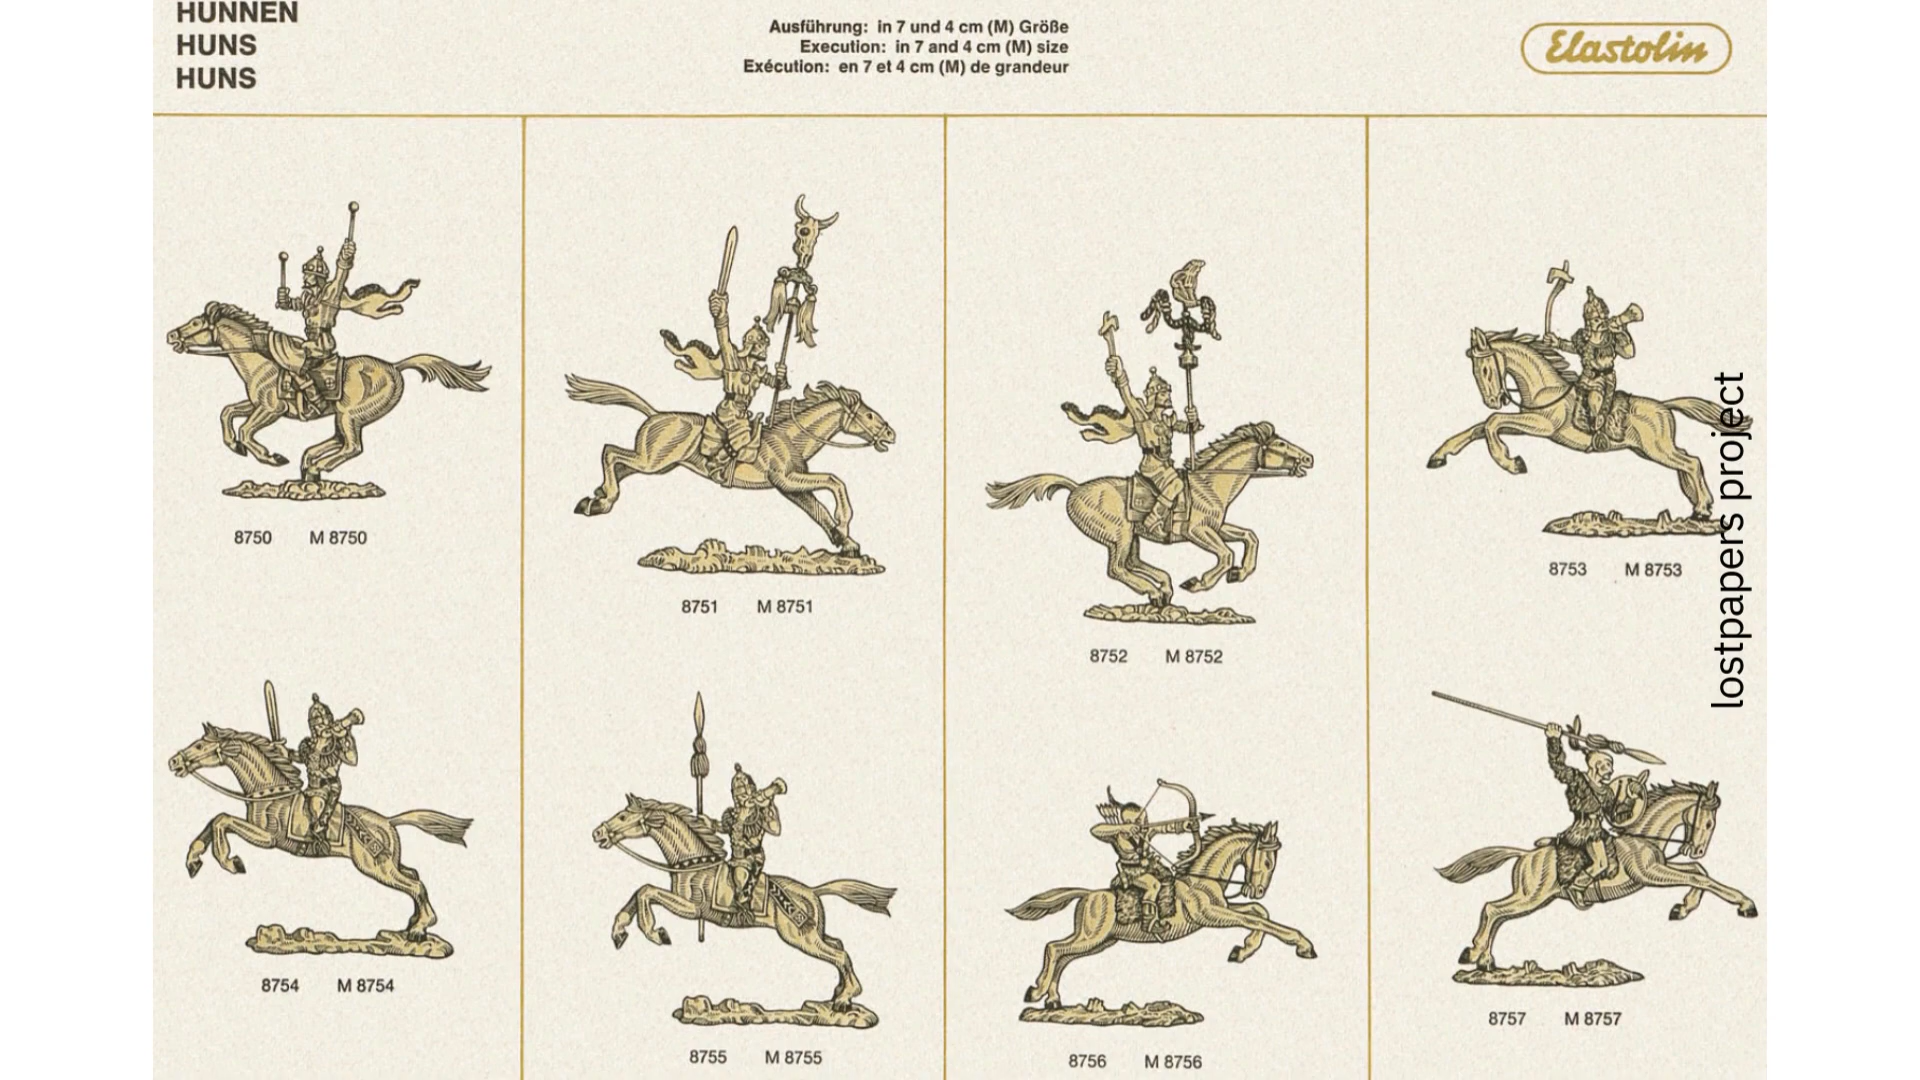 HUNNEN
HUNS
HUNS
Ausführung: in 7 und 4 cm (M) Größe
Execution: in 7 and 4 cm (M) size
Exécution: en 7 et 4 cm (M) de grandeur
Elastolin
8750 M 8750
8751 M 8751
8752 M 8752
8753 M 8753
lostpapers project
8754 M 8754
8755 M 8755
8756 M 8756
8757 M 8757